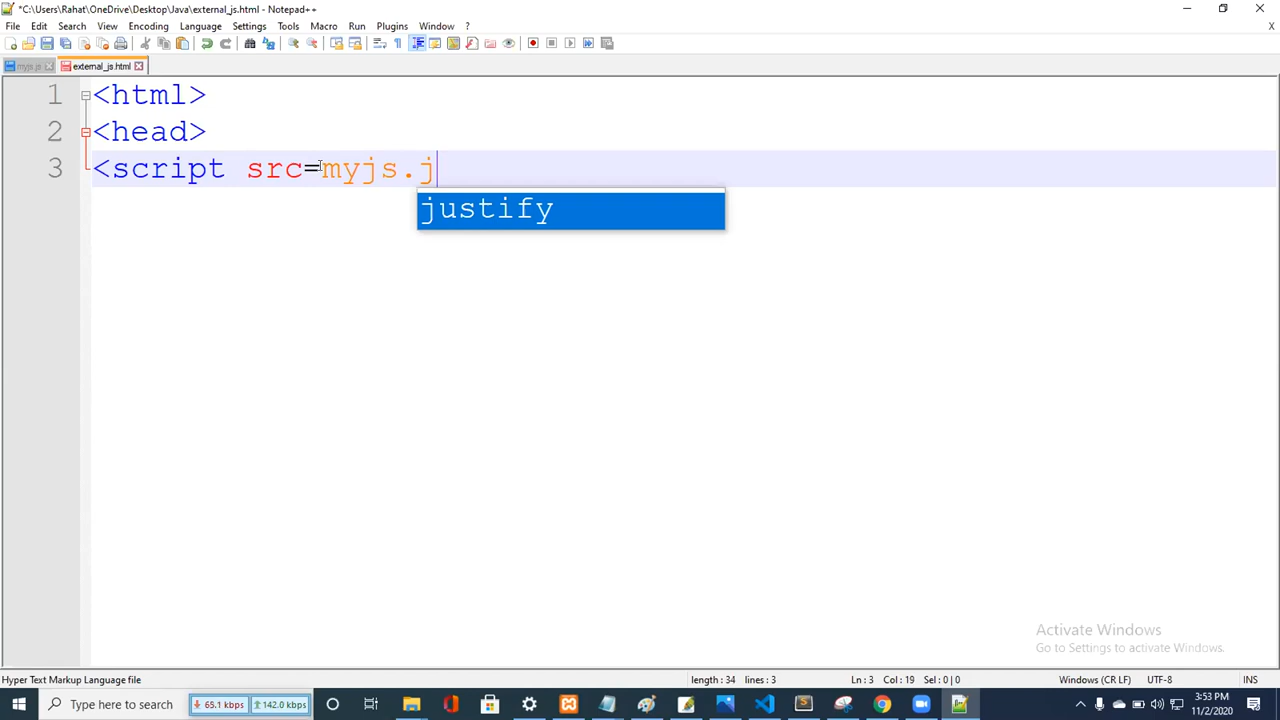 *C:\Users\Rahat\OneDrive\Desktop\Java\external_js.html - Notepad++
File Edit Search View Encoding Language Settings Tools Macro Run Plugins Window ? X
myjs.js external_js.html
1 <html>
2 <head>
3 <script src=myjs.j
justify
Activate Windows
Go to Settings to activate Windows.
Hyper Text Markup Language file length : 34 lines : 3 Ln : 3 Col : 19 Sel : 0 | 0 Windows (CR LF) UTF-8 INS
Type here to search 65.1 kbps 142.0 kbps 3:53 PM
11/2/2020